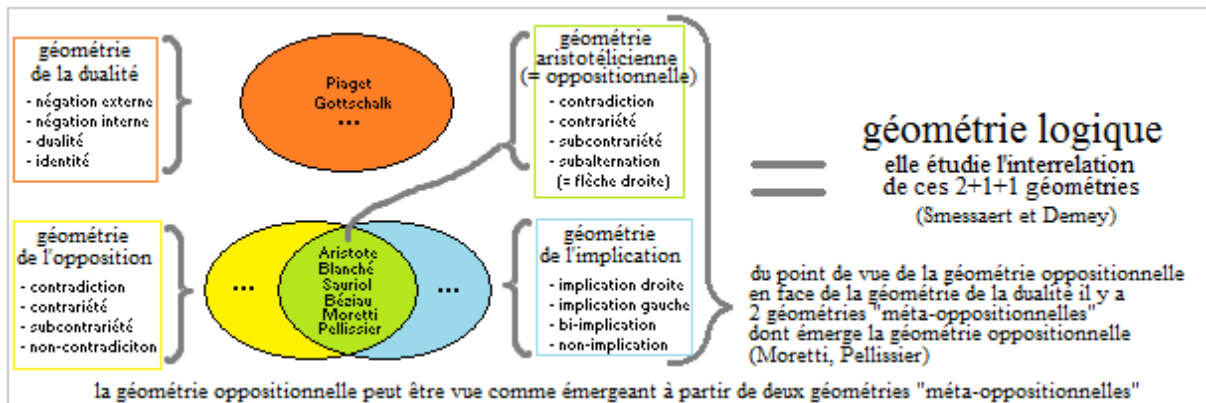 géométrie
de la dualité
- négation externe
- négation interne
- dualité
- identité
Piaget
Gottschalk
...
géométrie
aristotélicienne
(= oppositionnelle)
- contradiction
- contrariété
- subcontrariété
- subalternation
(= flèche droite)
géométrie
de l'opposition
- contradiction
- contrariété
- subcontrariété
- non-contradiciton
...
Aristote
Blanché
Sauriol
Béziau
Moretti
Pellissier
...
géométrie
de l'implication
- implication droite
- implication gauche
- bi-implication
- non-implication
géométrie logique
elle étudie l'interrelation
de ces 2+1+1 géométries
(Smessaert et Demey)
du point de vue de la géométrie oppositionnelle
en face de la géométrie de la dualité il y a
2 géométries "méta-oppositionnelles"
dont émerge la géométrie oppositionnelle
(Moretti, Pellissier)
la géométrie oppositionnelle peut être vue comme émergeant à partir de deux géométries "méta-oppositionnelles"